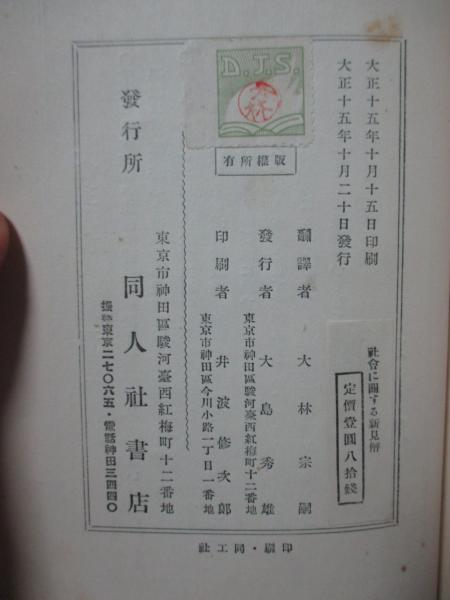 大正十五年十月十五日印刷
大正十五年十月二十日發行
社會に關する新見解
定價壹圓八拾錢
D.J.S.
大林
版權所有
飜譯者 大林宗嗣
東京市神田區駿河臺西紅梅町十二番地
發行者 大島秀雄
東京市神田區今川小路二丁目一番地
印刷者 井波修次郎
東京市神田區駿河臺西紅梅町十二番地
發行所 同人社書店
振替東京二七〇六五・電話神田三四四〇
印刷・同工社